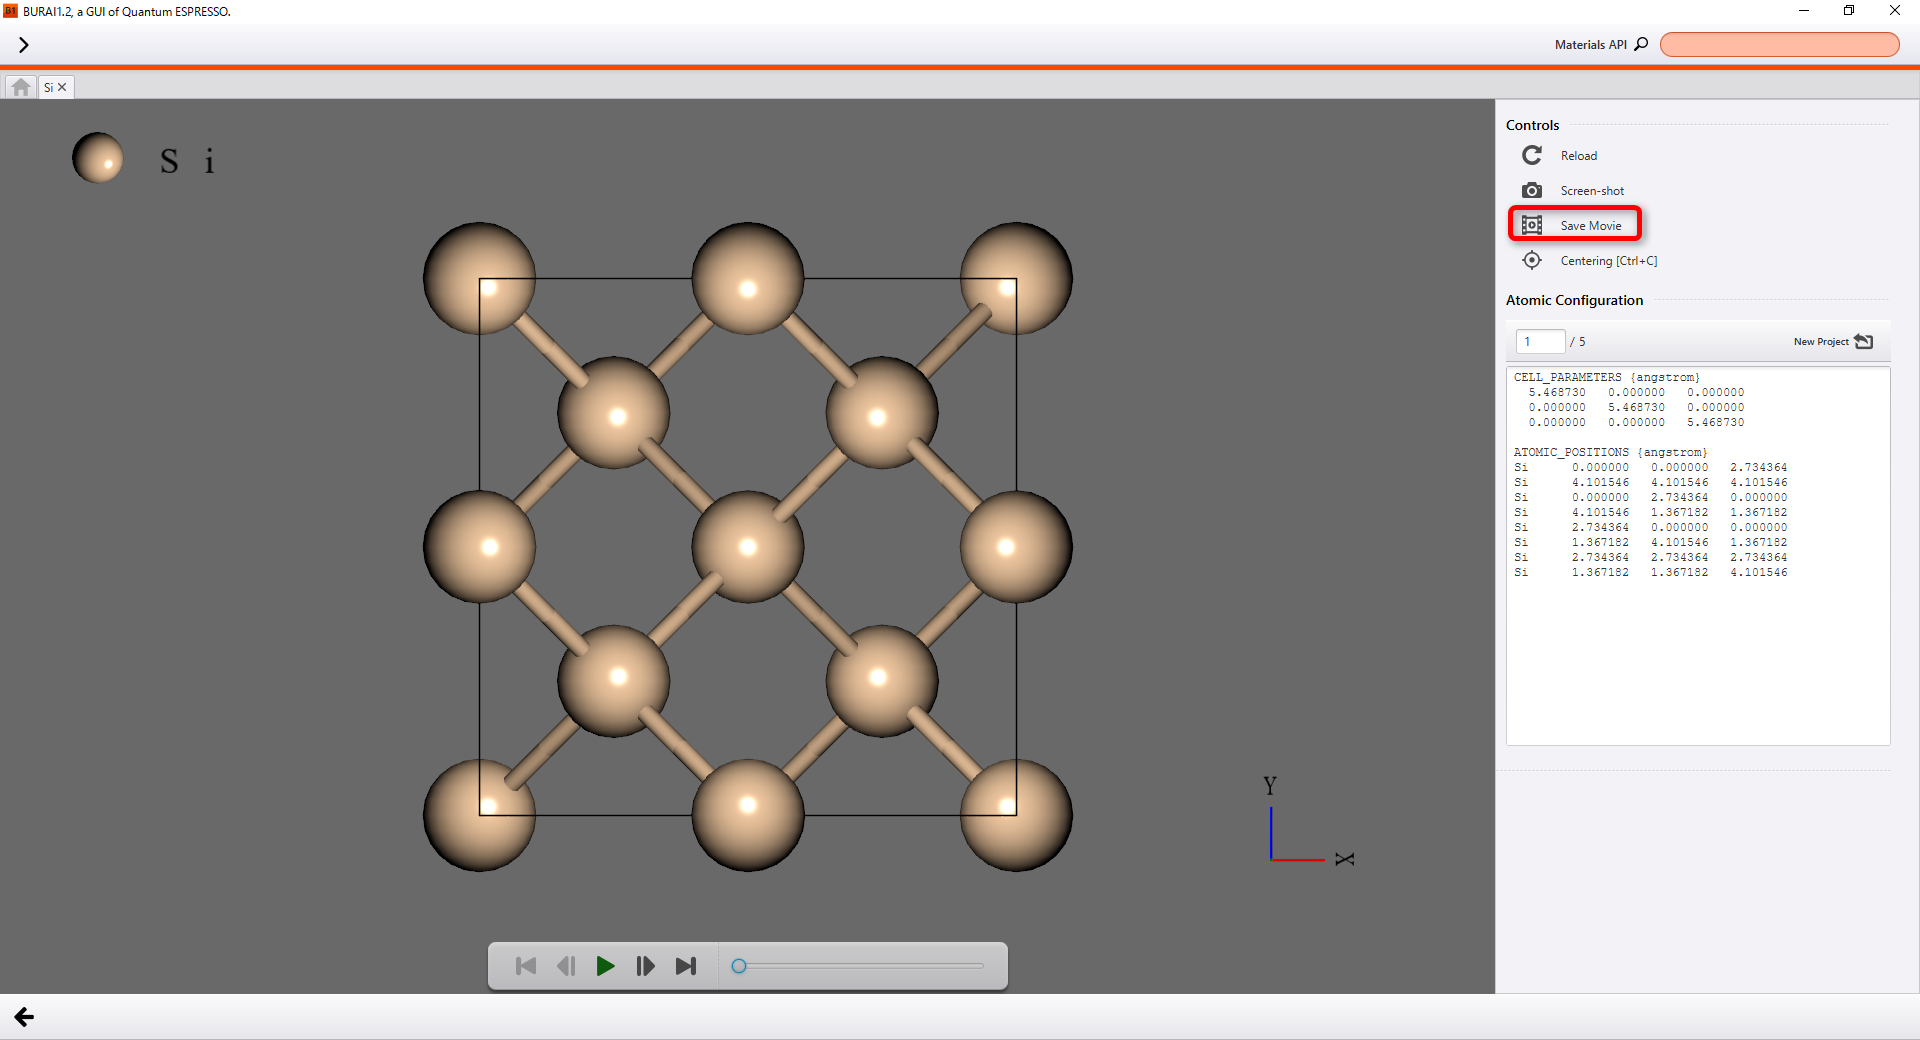 BURAI1.2, a GUI of Quantum ESPRESSO.
Materials API
Si
S i
Controls
Reload
Screen-shot
Save Movie
Centering [Ctrl+C]
Atomic Configuration
1 / 5 New Project
CELL_PARAMETERS {angstrom}
5.468730 0.000000 0.000000
0.000000 5.468730 0.000000
0.000000 0.000000 5.468730
ATOMIC_POSITIONS {angstrom}
Si 0.000000 0.000000 2.734364
Si 4.101546 4.101546 4.101546
Si 0.000000 2.734364 0.000000
Si 4.101546 1.367182 1.367182
Si 2.734364 0.000000 0.000000
Si 1.367182 4.101546 1.367182
Si 2.734364 2.734364 2.734364
Si 1.367182 1.367182 4.101546
Y
X